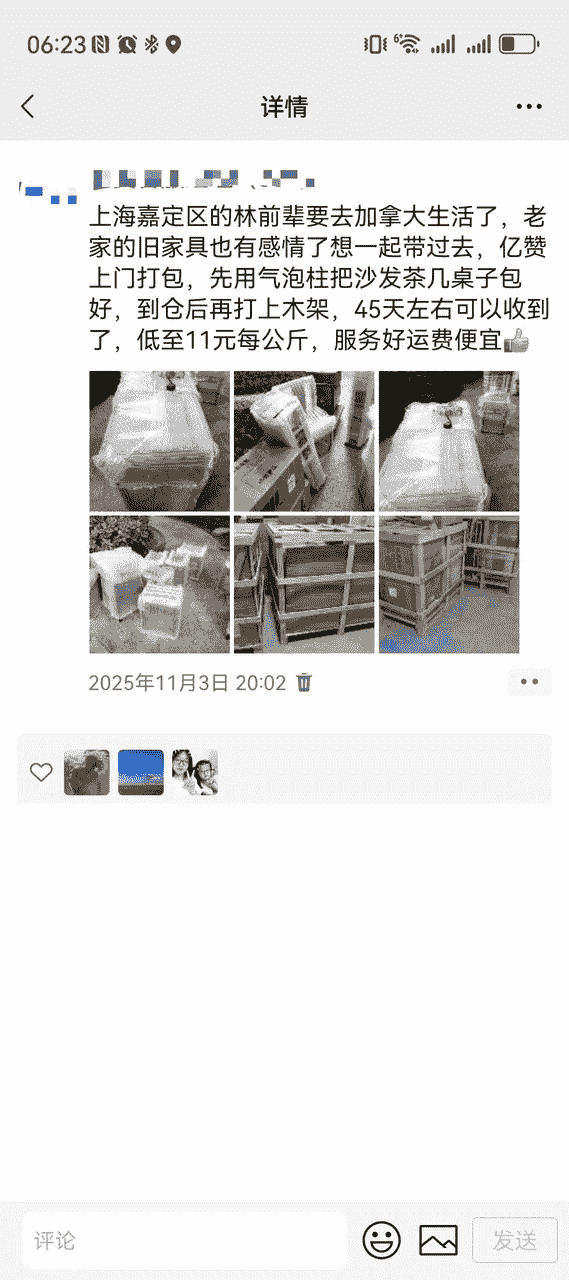 06:23
详情
上海嘉定区的林前辈要去加拿大生活了，老
家的旧家具也有感情了想一起带过去，亿赞
上门打包，先用气泡柱把沙发茶几桌子包
好，到仓后再打上木架，45天左右可以收到
了，低至11元每公斤，服务好运费便宜👍
2025年11月3日 20:02
评论
发送